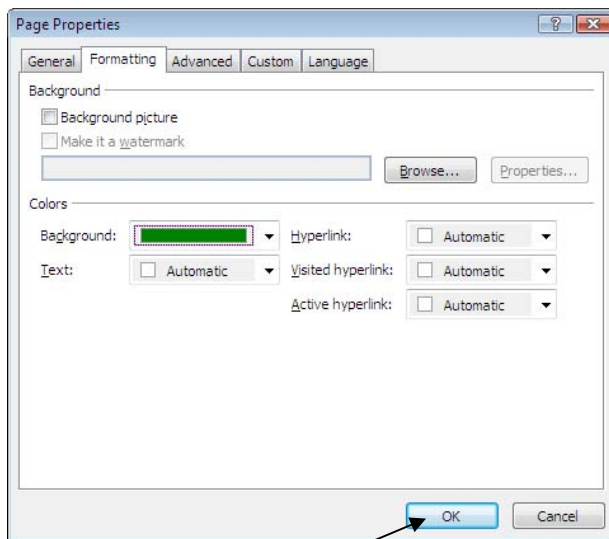 Page Properties
General Formatting Advanced Custom Language
Background
Background picture
Make it a watermark
Browse... Properties...
Colors
Background: Hyperlink: Automatic
Text: Automatic Visited hyperlink: Automatic
Active hyperlink: Automatic
OK Cancel